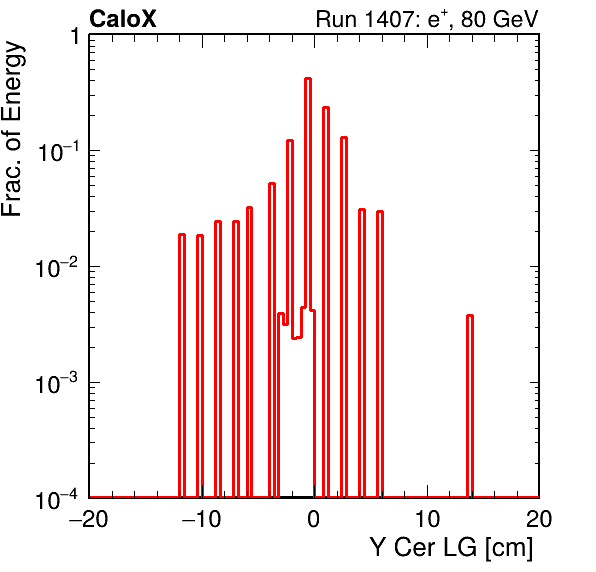 CaloX Run 1407: e⁺, 80 GeV
Frac. of Energy
1
10⁻¹
10⁻²
10⁻³
10⁻⁴
−20 −10 0 10 20
Y Cer LG [cm]